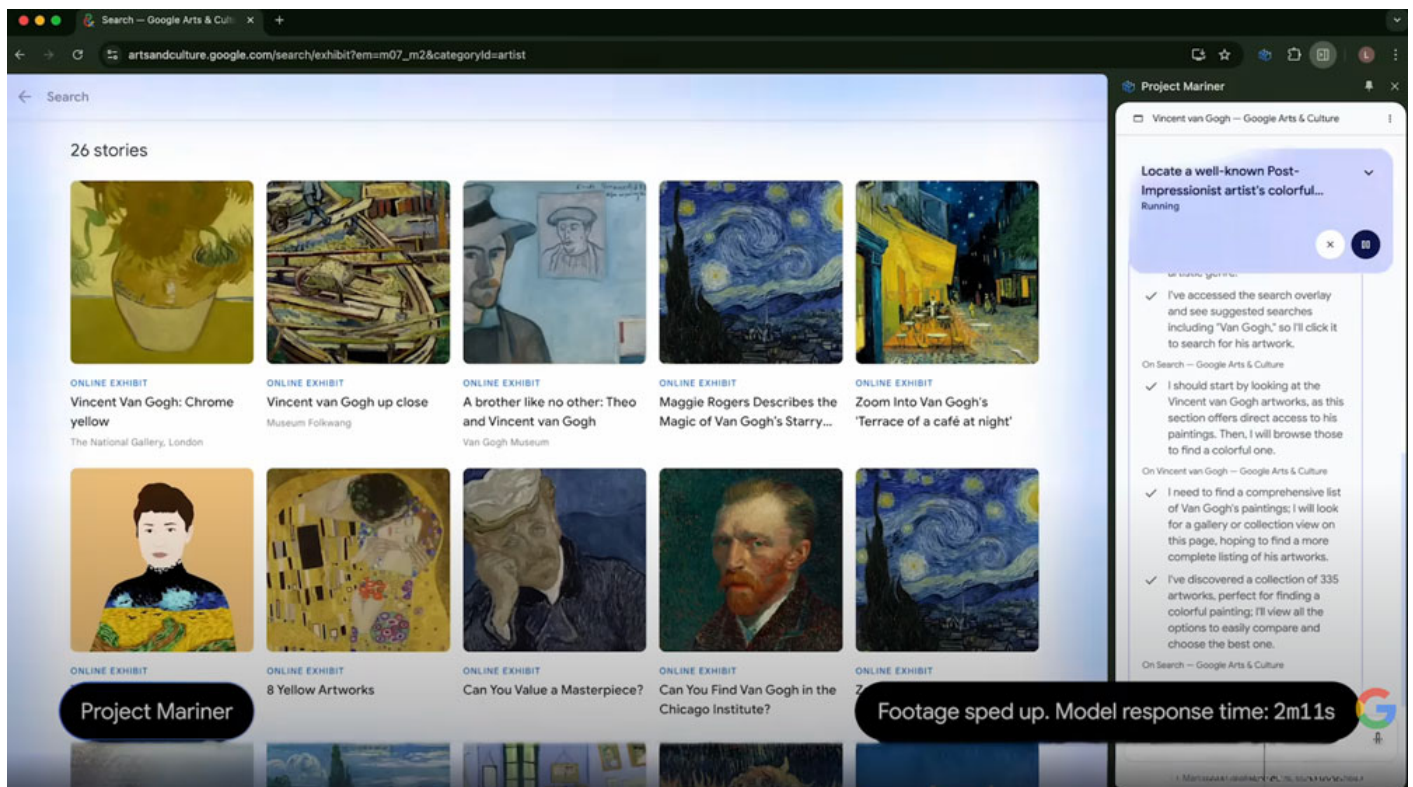 Search — Google Arts & Cult
artsandculture.google.com/search/exhibit?em=m07_m2&categoryId=artist
L
Search
26 stories
ONLINE EXHIBIT
Vincent Van Gogh: Chrome
yellow
The National Gallery, London
ONLINE EXHIBIT
Vincent van Gogh up close
Museum Folkwang
ONLINE EXHIBIT
A brother like no other: Theo
and Vincent van Gogh
Van Gogh Museum
ONLINE EXHIBIT
Maggie Rogers Describes the
Magic of Van Gogh's Starry...
ONLINE EXHIBIT
Zoom Into Van Gogh's
'Terrace of a café at night'
ONLINE EXHIBIT
ONLINE EXHIBIT
8 Yellow Artworks
ONLINE EXHIBIT
Can You Value a Masterpiece?
ONLINE EXHIBIT
Can You Find Van Gogh in the
Chicago Institute?
ONLINE EXHIBIT
Project Mariner
Footage sped up. Model response time: 2m11s
Project Mariner
Vincent van Gogh — Google Arts & Culture
Locate a well-known Post-
Impressionist artist's colorful...
Running
artistic genre.
I've accessed the search overlay
and see suggested searches
including "Van Gogh," so I'll click it
to search for his artwork.
On Search — Google Arts & Culture
I should start by looking at the
Vincent van Gogh artworks, as this
section offers direct access to his
paintings. Then, I will browse those
to find a colorful one.
On Vincent van Gogh — Google Arts & Culture
I need to find a comprehensive list
of Van Gogh's paintings; I will look
for a gallery or collection view on
this page, hoping to find a more
complete listing of his artworks.
I've discovered a collection of 335
artworks, perfect for finding a
colorful painting; I'll view all the
options to easily compare and
choose the best one.
On Search — Google Arts & Culture